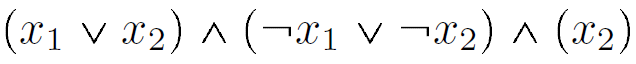 (x₁ ∨ x₂) ∧ (¬x₁ ∨ ¬x₂) ∧ (x₂)